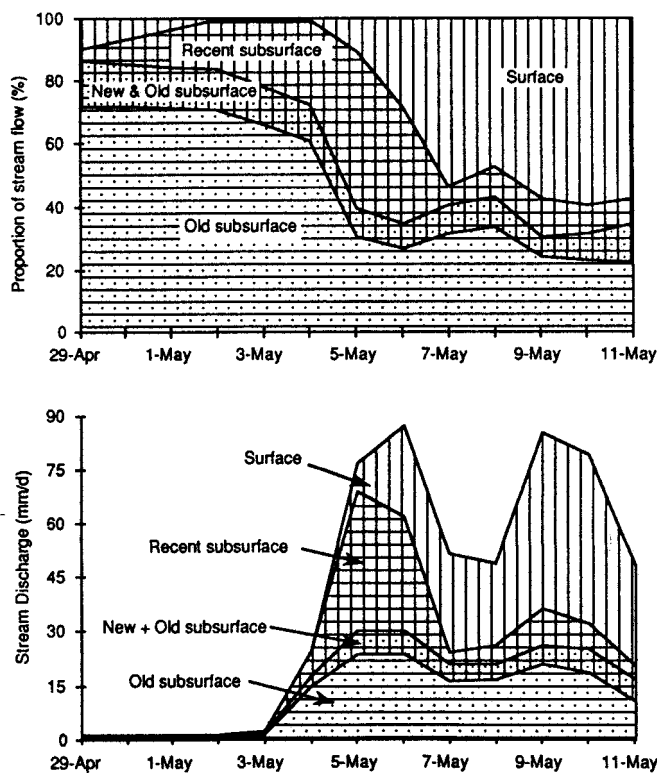 Proportion of stream flow (%)
100
80
60
40
20
0
Recent subsurface
New & Old subsurface
Surface
Old subsurface
29-Apr 1-May 3-May 5-May 7-May 9-May 11-May
Stream Discharge (mm/d)
90
75
60
45
30
15
0
Surface
Recent subsurface
New + Old subsurface
Old subsurface
29-Apr 1-May 3-May 5-May 7-May 9-May 11-May